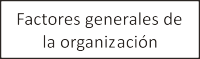 Factores generales de
la organización